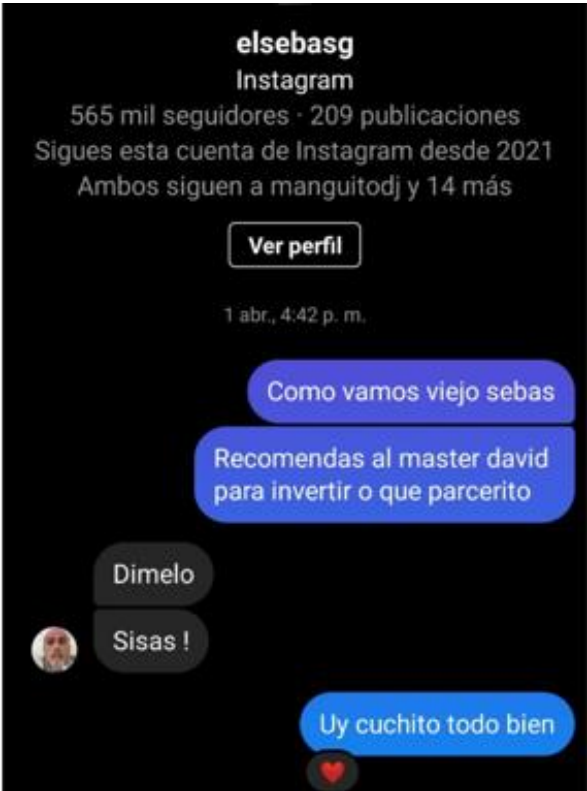 elsebasg
Instagram
565 mil seguidores · 209 publicaciones
Sigues esta cuenta de Instagram desde 2021
Ambos siguen a manguitodj y 14 más
Ver perfil
1 abr., 4:42 p. m.
Como vamos viejo sebas
Recomendas al master david
para invertir o que parcerito
Dimelo
Sisas !
Uy cuchito todo bien